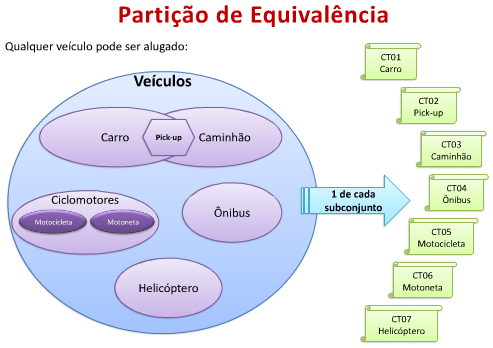 Partição de Equivalência
Qualquer veículo pode ser alugado:
Veículos
Carro
Pick-up
Caminhão
Ciclomotores
Motocicleta
Motoneta
Ônibus
Helicóptero
1 de cada
subconjunto
CT01
Carro
CT02
Pick-up
CT03
Caminhão
CT04
Ônibus
CT05
Motocicleta
CT06
Motoneta
CT07
Helicóptero